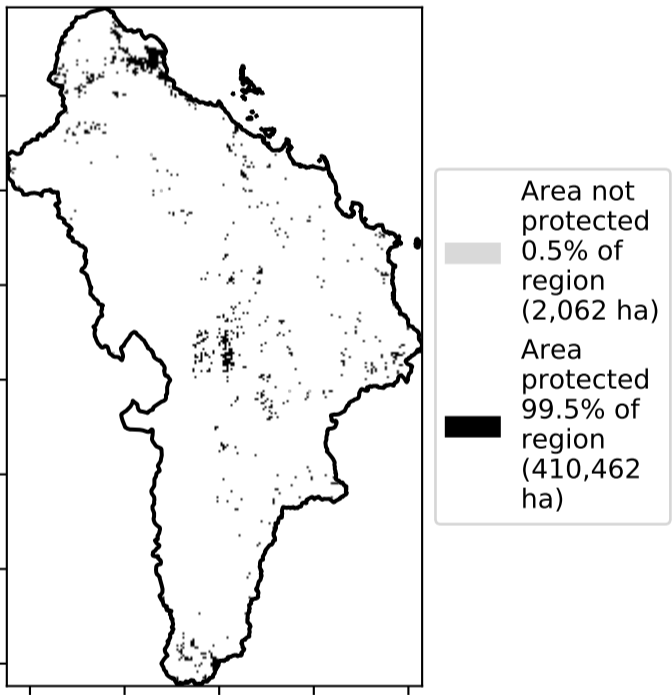 Area not
protected
0.5% of
region
(2,062 ha)
Area
protected
99.5% of
region
(410,462
ha)